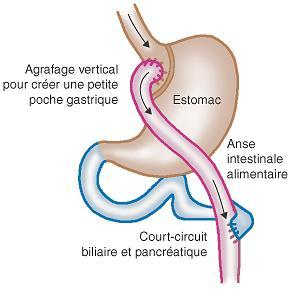 Agrafage vertical
pour créer une petite
poche gastrique
Estomac
Anse
intestinale
alimentaire
Court-circuit
biliaire et pancréatique